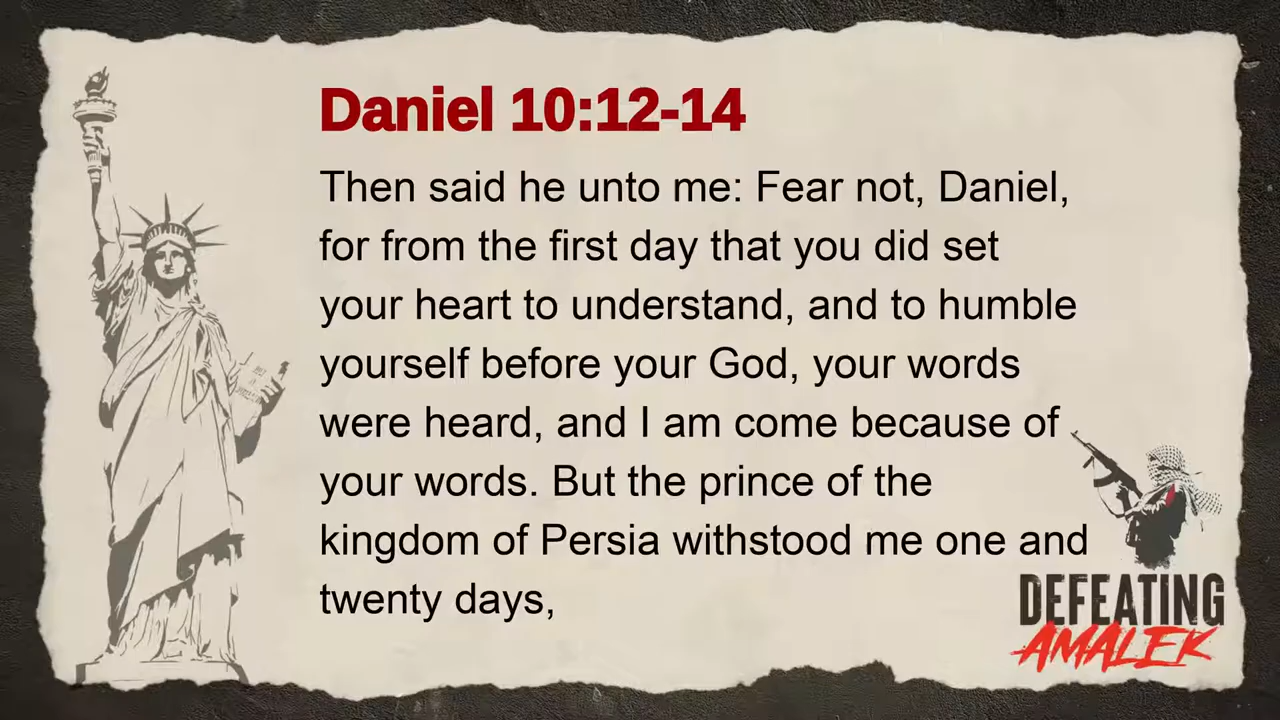 Daniel 10:12-14
Then said he unto me: Fear not, Daniel,
for from the first day that you did set
your heart to understand, and to humble
yourself before your God, your words
were heard, and I am come because of
your words. But the prince of the
kingdom of Persia withstood me one and
twenty days,
DEFEATING
AMALEK